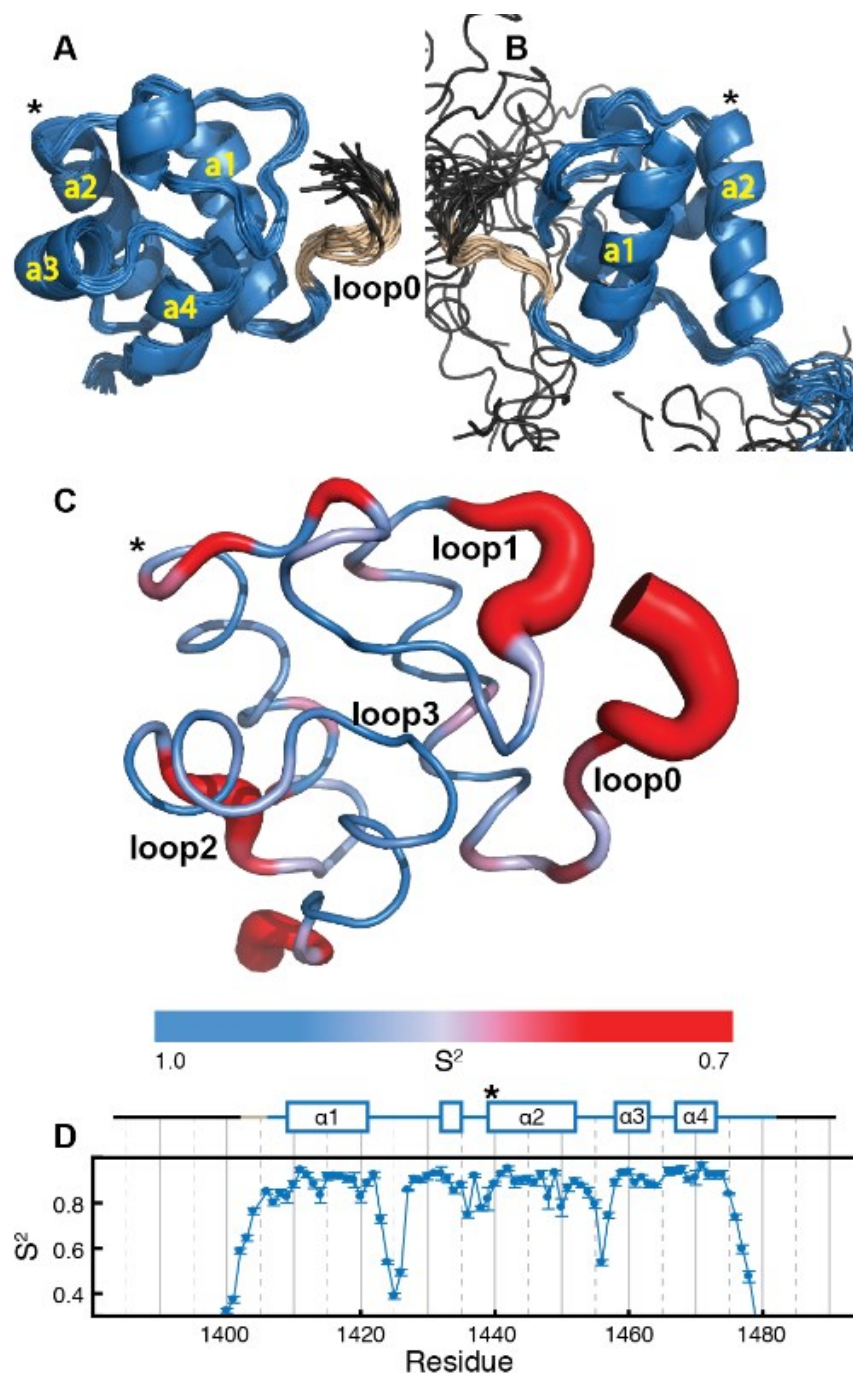 A
B
*
*
a1
a2
a2
a3
a1
a4
loop0
C
loop1
*
loop3
loop0
loop2
1.0
S²
0.7
*
α1
α2
α3
α4
D
0.8
0.6
0.4
S²
1400
1420
1440
1460
1480
Residue